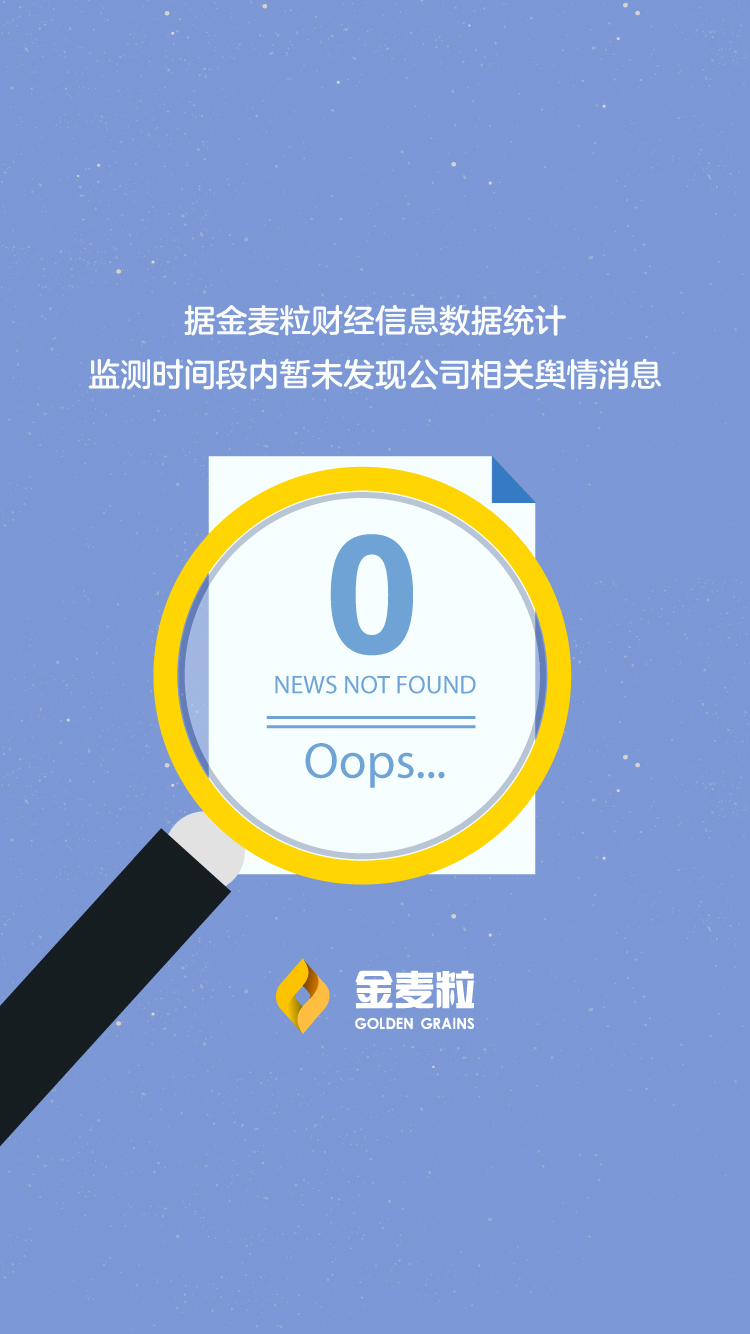 据金麦粒财经信息数据统计
监测时间段内暂未发现公司相关舆情消息
0
NEWS NOT FOUND
Oops...
金麦粒
GOLDEN GRAINS